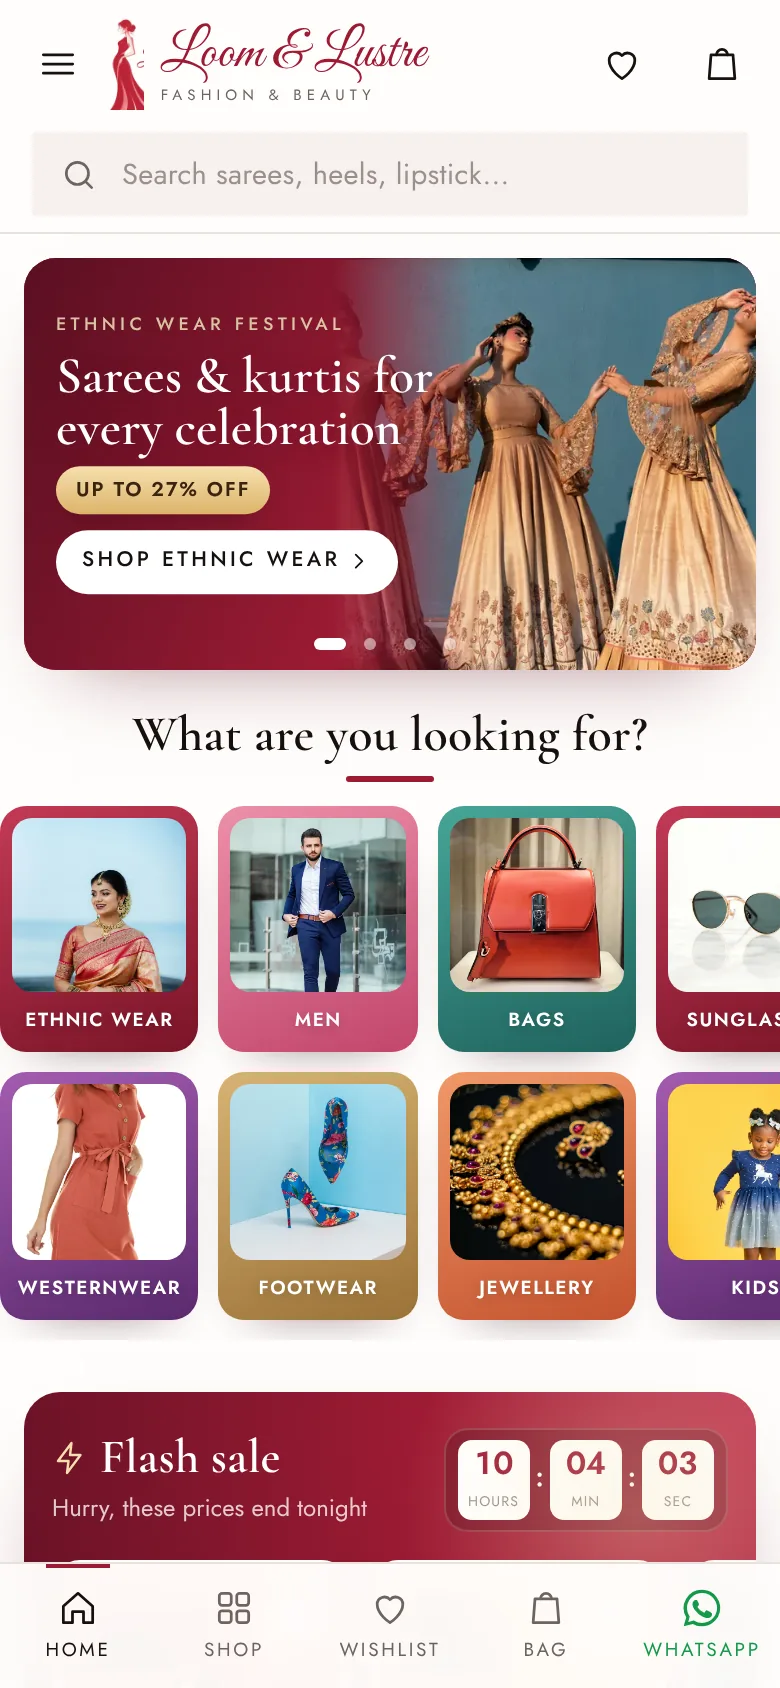 Loom & Lustre
FASHION & BEAUTY
Search sarees, heels, lipstick...
ETHNIC WEAR FESTIVAL
Sarees & kurtis for
every celebration
UP TO 27% OFF
SHOP ETHNIC WEAR
What are you looking for?
ETHNIC WEAR
MEN
BAGS
SUNGLAS
WESTERNWEAR
FOOTWEAR
JEWELLERY
KIDS
Flash sale
Hurry, these prices end tonight
10 : 04 : 03
HOURS MIN SEC
HOME
SHOP
WISHLIST
BAG
WHATSAPP